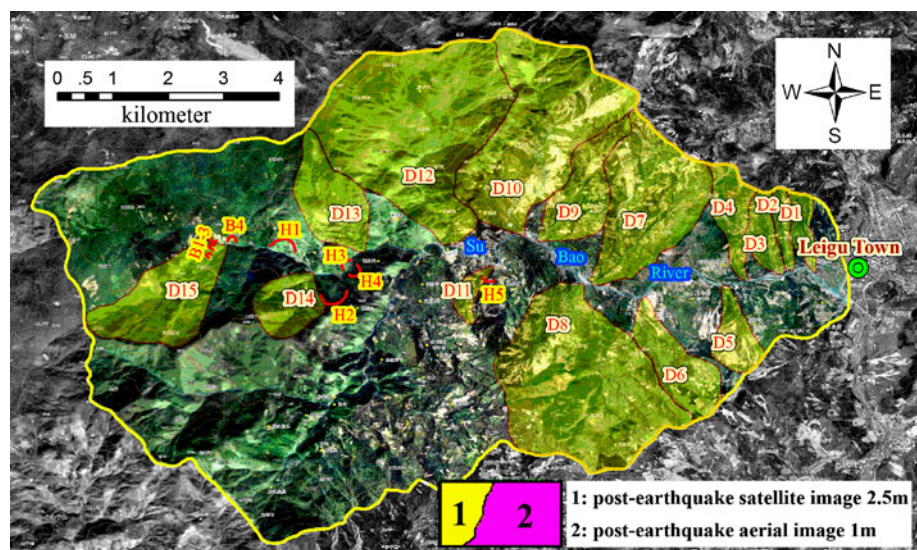 0 .5 1 2 3 4
kilometer
N
W E
S
D12
D10
D13
D9
D7
D4
D2
D1
D3
B4
H1
B1-3
Su
Bao
River
Leigu Town
H3
H4
D15
D14
H2
D11
H5
D8
D5
D6
1 2
1: post-earthquake satellite image 2.5m
2: post-earthquake aerial image 1m